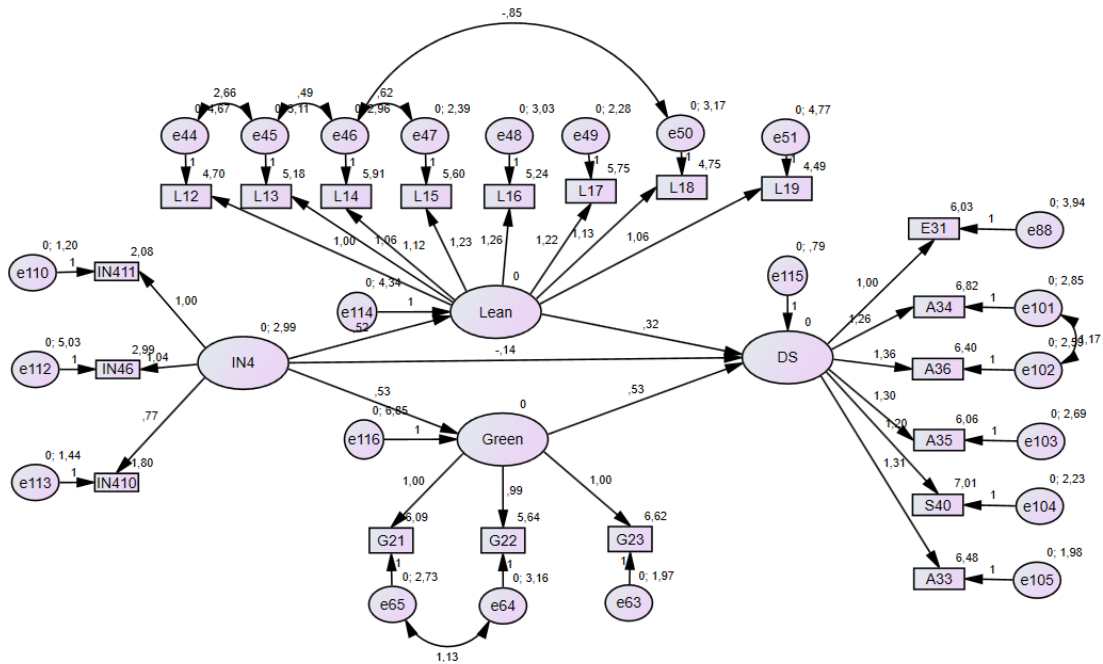 -,85
2,66 ,49 ,62
0; 4,67 0; 3,11 0; 2,96 0; 2,39 0; 3,03 0; 2,28 0; 3,17 0; 4,77
e44 e45 e46 e47 e48 e49 e50 e51
1 1 1 1 1 1 1 1
4,70 5,18 5,91 5,60 5,24 5,75 4,75 4,49
L12 L13 L14 L15 L16 L17 L18 L19
1,00 1,06 1,12 1,23 1,26 1,22 1,13 1,06
0; 1,20
e110 1 2,08
IN411
1,00
0; 5,03
e112 1 2,99
IN46
1,04
0; 1,44
e113 1 1,80
IN410
,77
0; 2,99
IN4
0; 4,34
e114 1
0
Lean
,52
,32
-,14
,53
0; 6,85
e116 1
0
Green
,53
0; ,79
e115
1
0
DS
1,00 ,99 1,00
6,09 5,64 6,62
G21 G22 G23
1 1 1
0; 2,73 0; 3,16 0; 1,97
e65 e64 e63
1,13
1,00
6,03
E31 1 0; 3,94
e88
1,26
6,82
A34 1 0; 2,85
e101
1,36
6,40
A36 1
e102
1,30
6,06
A35 1 0; 2,69
e103
1,20
7,01
S40 1 0; 2,23
e104
1,31
6,48
A33 1 0; 1,98
e105